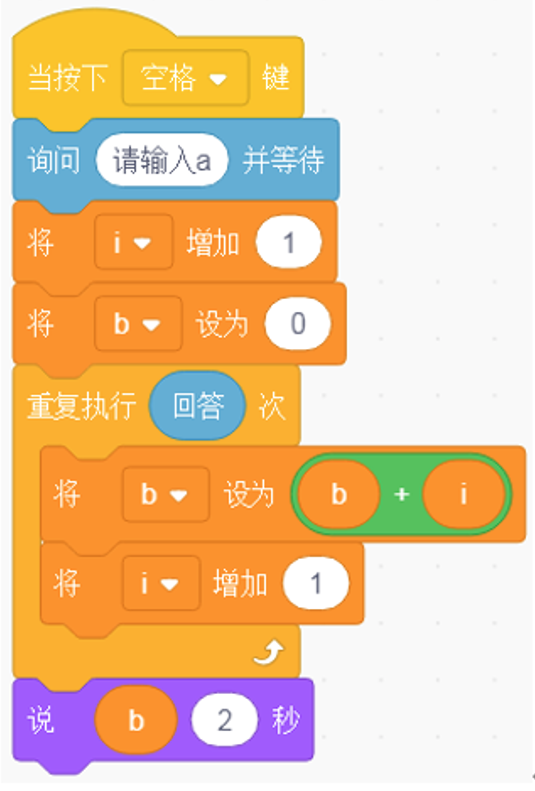 当按下 空格 键
询问 请输入a 并等待
将 i 增加 1
将 b 设为 0
重复执行 回答 次
将 b 设为 b + i
将 i 增加 1
说 b 2 秒